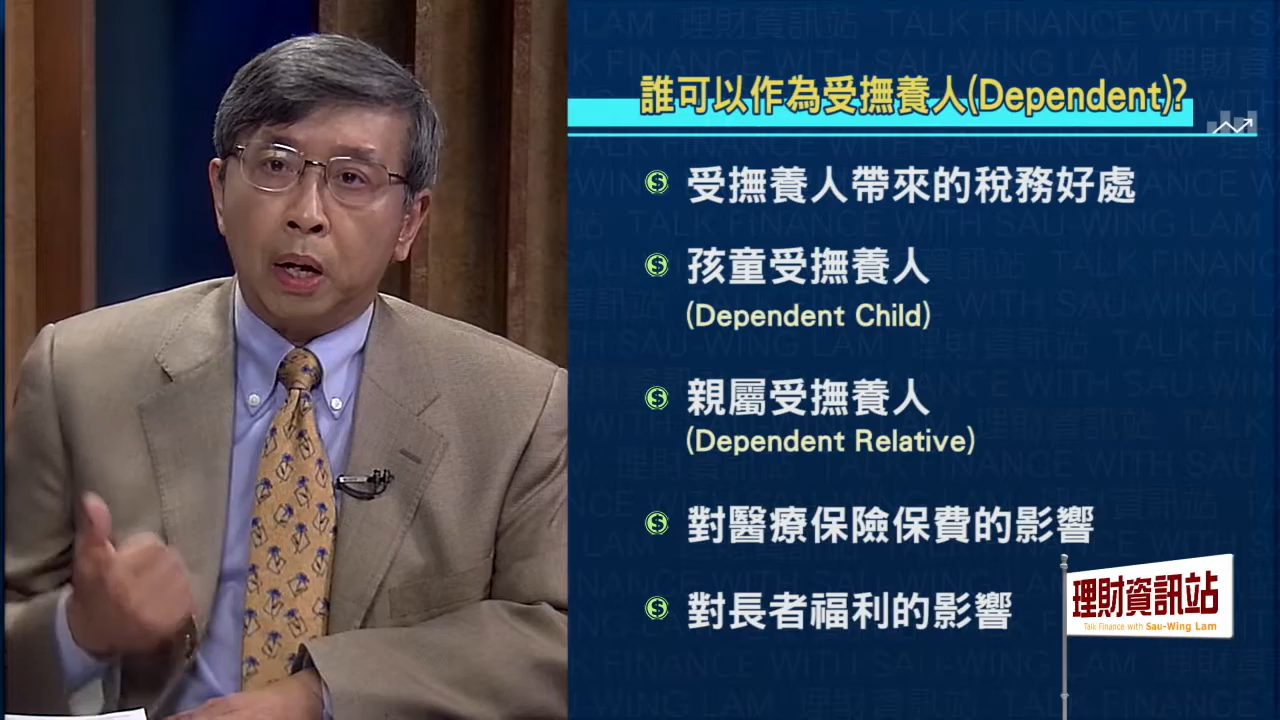 誰可以作為受撫養人(Dependent)?
受撫養人帶來的稅務好處
孩童受撫養人
(Dependent Child)
親屬受撫養人
(Dependent Relative)
對醫療保險保費的影響
對長者福利的影響
理財資訊站
Talk Finance with Sau-Wing Lam